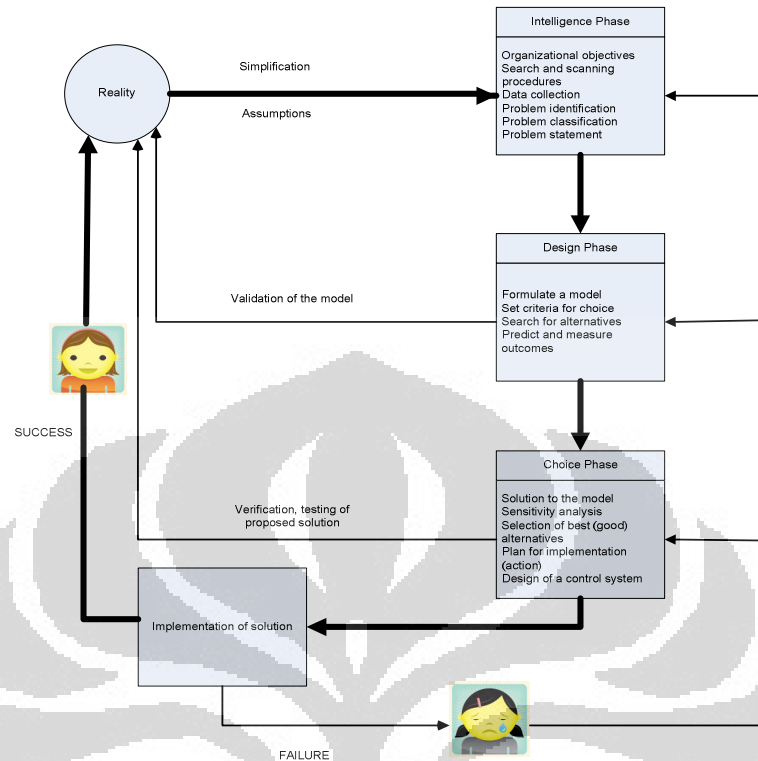 Intelligence Phase
Organizational objectives
Search and scanning
procedures
Data collection
Problem identification
Problem classification
Problem statement
Simplification
Reality
Assumptions
Design Phase
Formulate a model
Set criteria for choice
Search for alternatives
Predict and measure
outcomes
Validation of the model
SUCCESS
Choice Phase
Solution to the model
Sensitivity analysis
Selection of best (good)
alternatives
Plan for implementation
(action)
Design of a control system
Verification, testing of
proposed solution
Implementation of solution
FAILURE